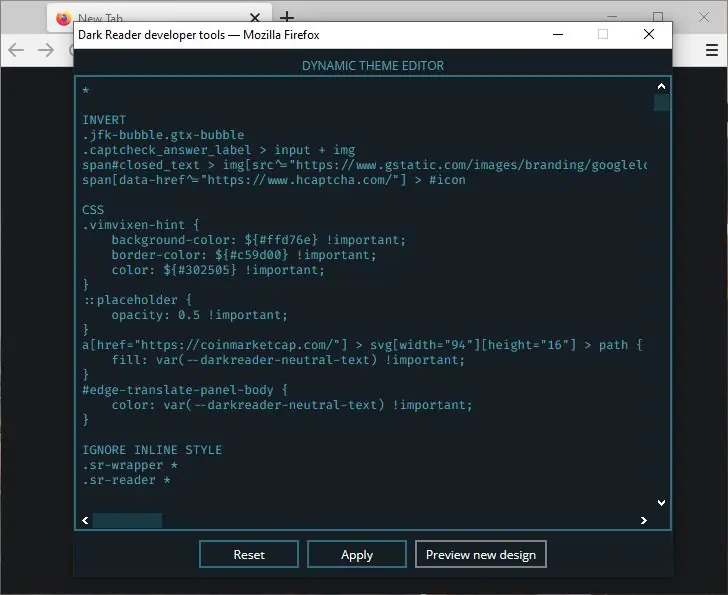 New Tab
Dark Reader developer tools — Mozilla Firefox
DYNAMIC THEME EDITOR
*
INVERT
.jfk-bubble.gtx-bubble
.captcheck_answer_label > input + img
span#closed_text > img[src^="https://www.gstatic.com/images/branding/googlelo
span[data-href^="https://www.hcaptcha.com/"] > #icon
CSS
.vimvixen-hint {
    background-color: ${#ffd76e} !important;
    border-color: ${#c59d00} !important;
    color: ${#302505} !important;
}
::placeholder {
    opacity: 0.5 !important;
}
a[href="https://coinmarketcap.com/"] > svg[width="94"][height="16"] > path {
    fill: var(--darkreader-neutral-text) !important;
}
#edge-translate-panel-body {
    color: var(--darkreader-neutral-text) !important;
}
IGNORE INLINE STYLE
.sr-wrapper *
.sr-reader *
Reset Apply Preview new design